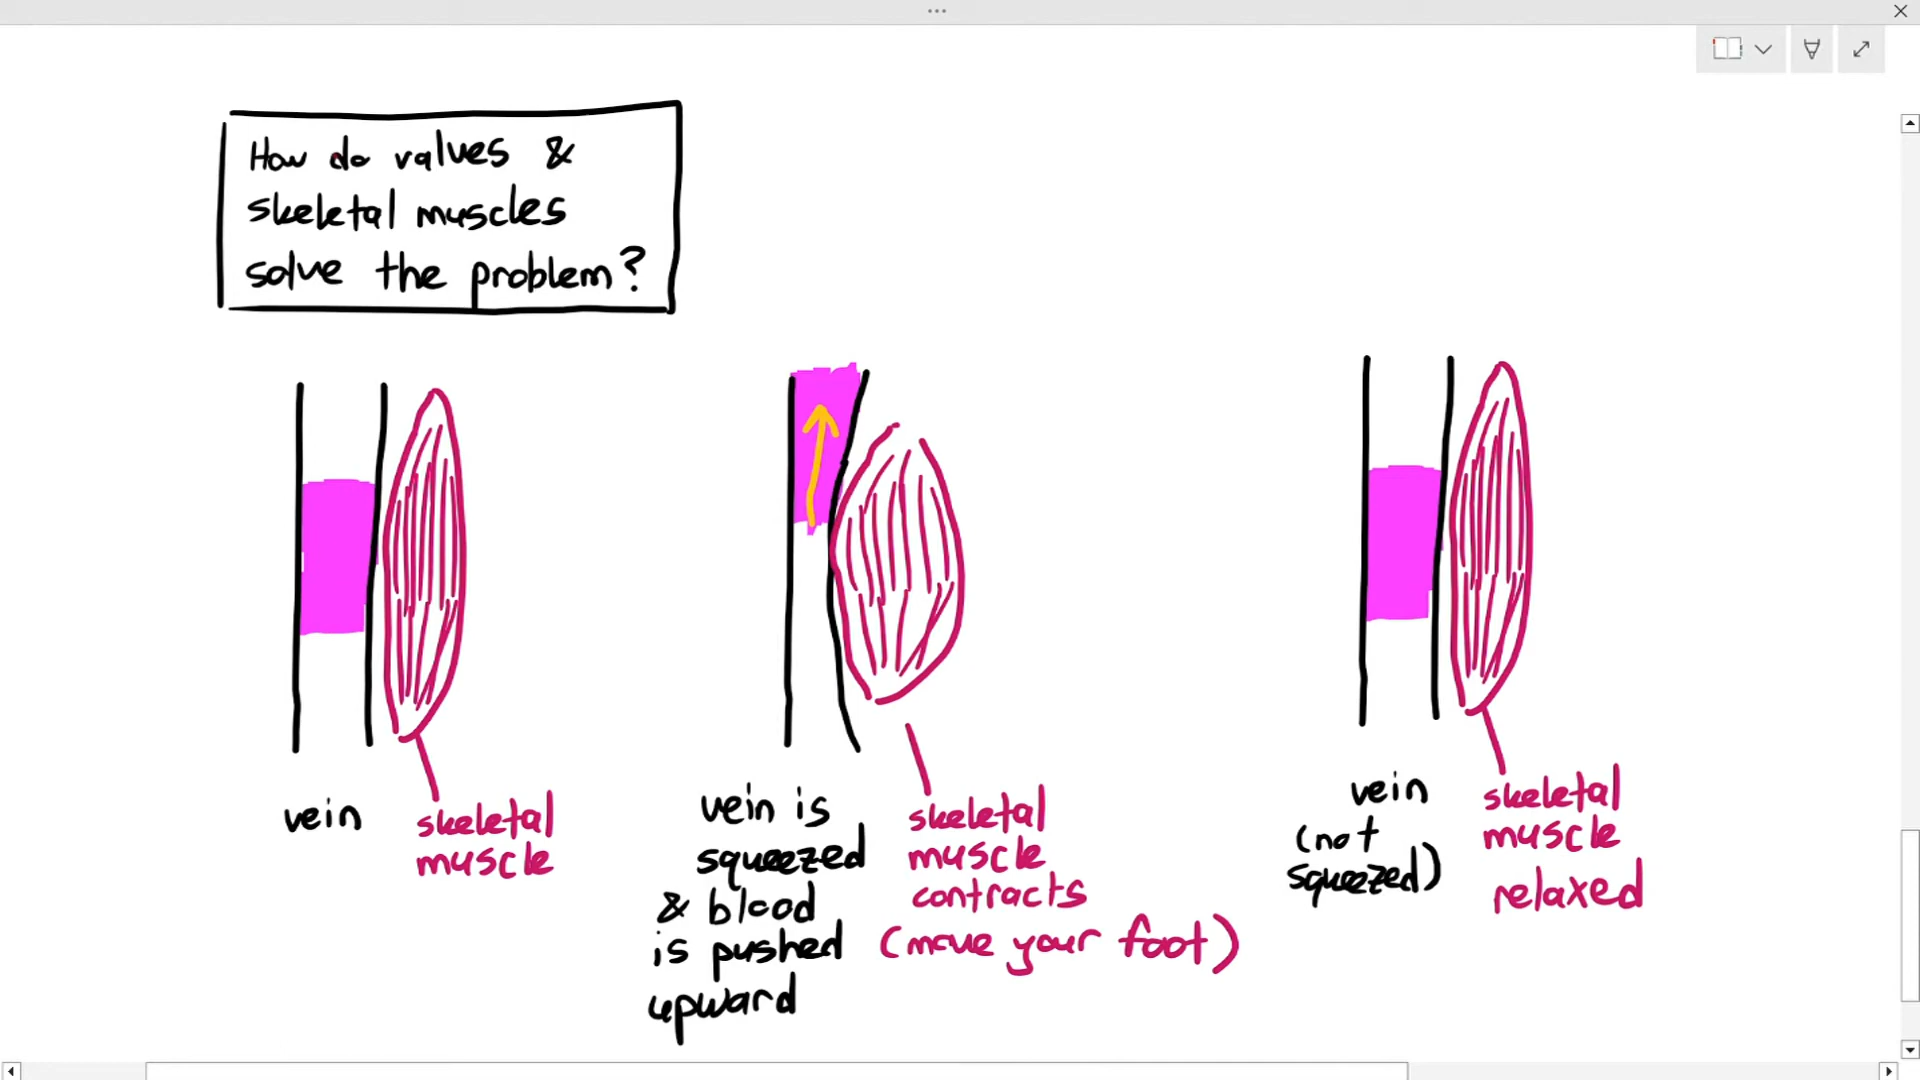 How do values &
skeletal muscles
solve the problem?
vein
skeletal
muscle
vein is
squeezed
& blood
is pushed
upward
skeletal
muscle
contracts
(move your foot)
vein
(not
squeezed)
skeletal
muscle
relaxed